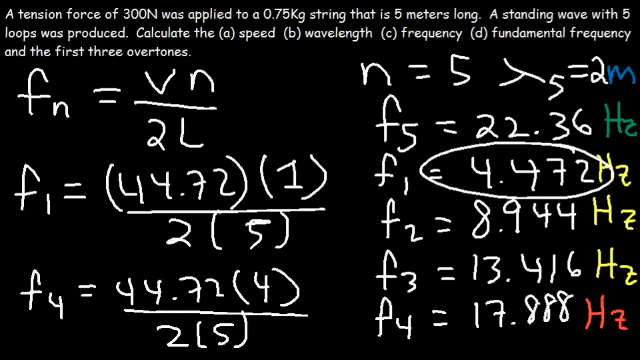 A tension force of 300N was applied to a 0.75Kg string that is 5 meters long. A standing wave with 5
loops was produced. Calculate the (a) speed (b) wavelength (c) frequency (d) fundamental frequency
and the first three overtones.
fn = vn / 2L
f1 = (44.72)(1) / 2(5)
f4 = 44.72(4) / 2(5)
n = 5 λ5 = 2m
f5 = 22.36 Hz
f1 = 4.472 Hz
f2 = 8.944 Hz
f3 = 13.416 Hz
f4 = 17.888 Hz